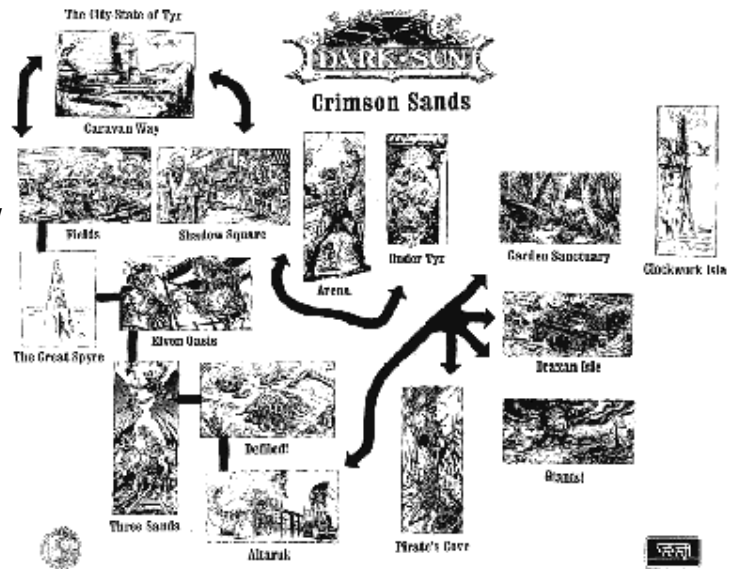 The City-State of Tyr
DARK·SUN
Crimson Sands
Caravan Way
Fields
Shadow Square
Arena
Under Tyr
Garden Sanctuary
Clockwork Isle
The Great Spyre
Elven Oasis
Draxan Isle
Three Sands
Defiled!
Altaruk
Pirate's Cove
Giants!